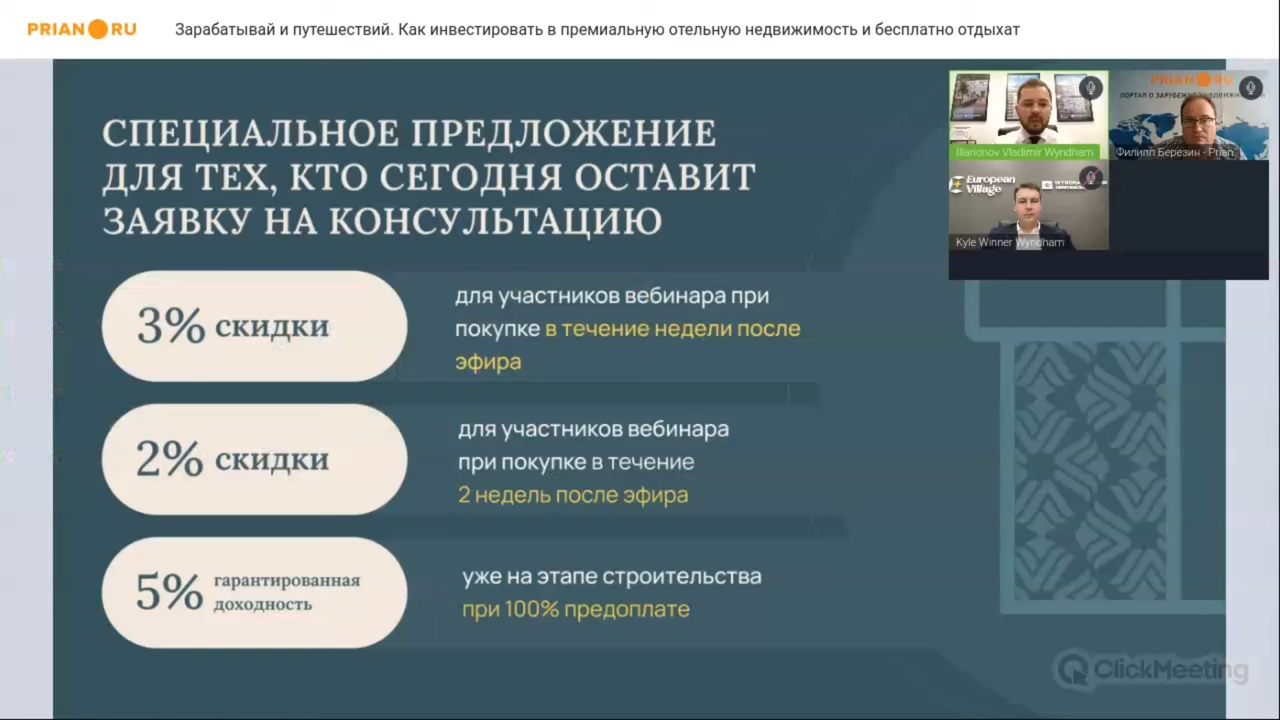 PRIAN RU
Зарабатывай и путешествий. Как инвестировать в премиальную отельную недвижимость и бесплатно отдыхат
СПЕЦИАЛЬНОЕ ПРЕДЛОЖЕНИЕ
ДЛЯ ТЕХ, КТО СЕГОДНЯ ОСТАВИТ
ЗАЯВКУ НА КОНСУЛЬТАЦИЮ
3% скидки
для участников вебинара при
покупке в течение недели после
эфира
2% скидки
для участников вебинара
при покупке в течение
2 недель после эфира
5% гарантированная
доходность
уже на этапе строительства
при 100% предоплате
Illarionov Vladimir Wyndham
PRIAN RU
Филипп Березин - Prian
European
Village
Kyle Winner Wyndham
ClickMeeting